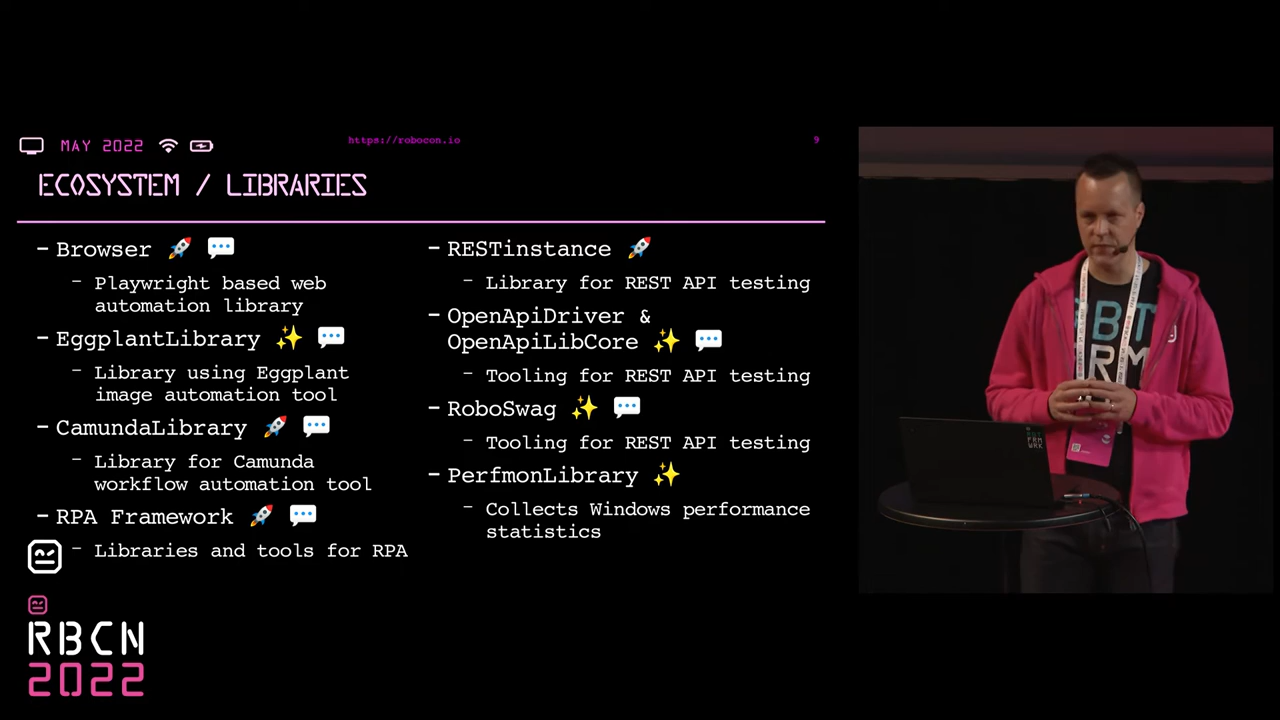 MAY 2022
https://robocon.io
9
ECOSYSTEM / LIBRARIES
– Browser 🚀 💬
– Playwright based web
automation library
– EggplantLibrary ✨ 💬
– Library using Eggplant
image automation tool
– CamundaLibrary 🚀 💬
– Library for Camunda
workflow automation tool
– RPA Framework 🚀 💬
– Libraries and tools for RPA
– RESTinstance 🚀
– Library for REST API testing
– OpenApiDriver &
OpenApiLibCore ✨ 💬
– Tooling for REST API testing
– RoboSwag ✨ 💬
– Tooling for REST API testing
– PerfmonLibrary ✨
– Collects Windows performance
statistics
RBCN
2022